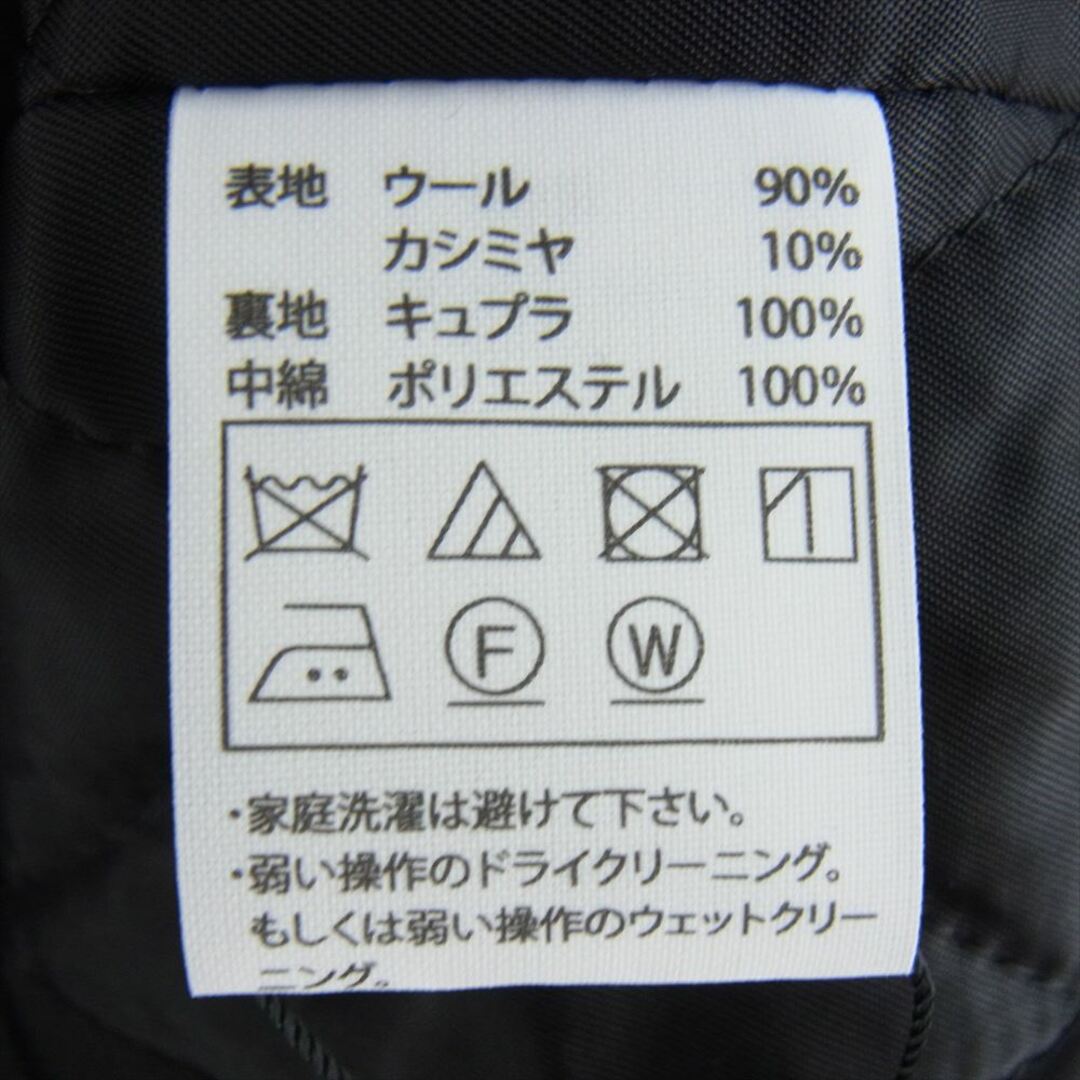 表地 ウール 90%
カシミヤ 10%
裏地 キュプラ 100%
中綿 ポリエステル 100%
F W
・家庭洗濯は避けて下さい。
・弱い操作のドライクリーニング。
もしくは弱い操作のウェットクリー
ニング。